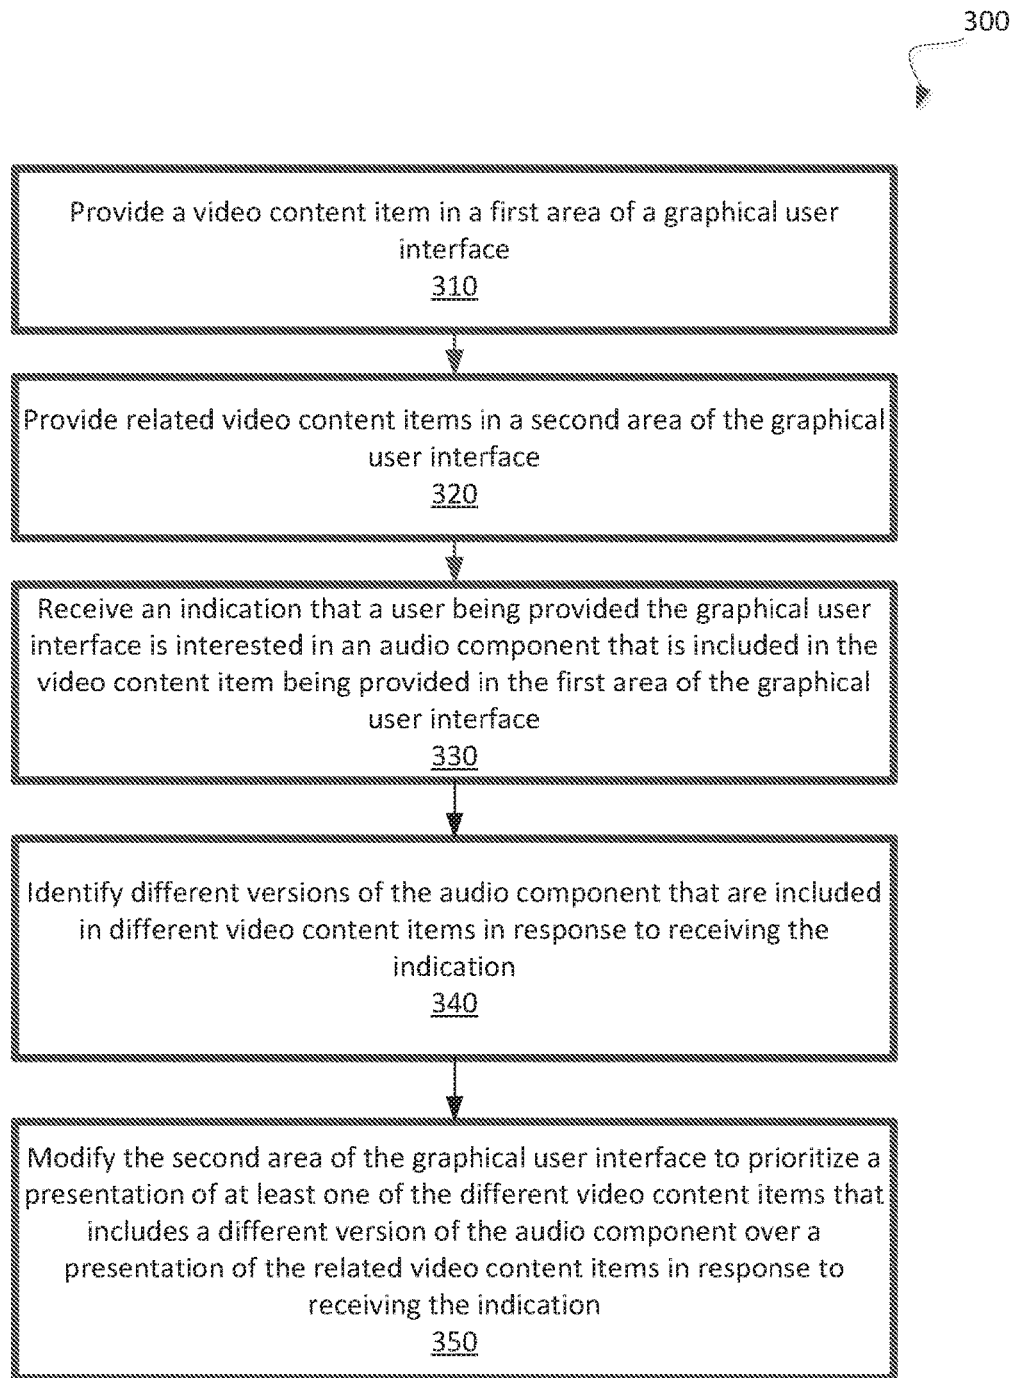 300
Provide a video content item in a first area of a graphical user
interface
310
Provide related video content items in a second area of the graphical
user interface
320
Receive an indication that a user being provided the graphical user
interface is interested in an audio component that is included in the
video content item being provided in the first area of the graphical
user interface
330
Identify different versions of the audio component that are included
in different video content items in response to receiving the
indication
340
Modify the second area of the graphical user interface to prioritize a
presentation of at least one of the different video content items that
includes a different version of the audio component over a
presentation of the related video content items in response to
receiving the indication
350